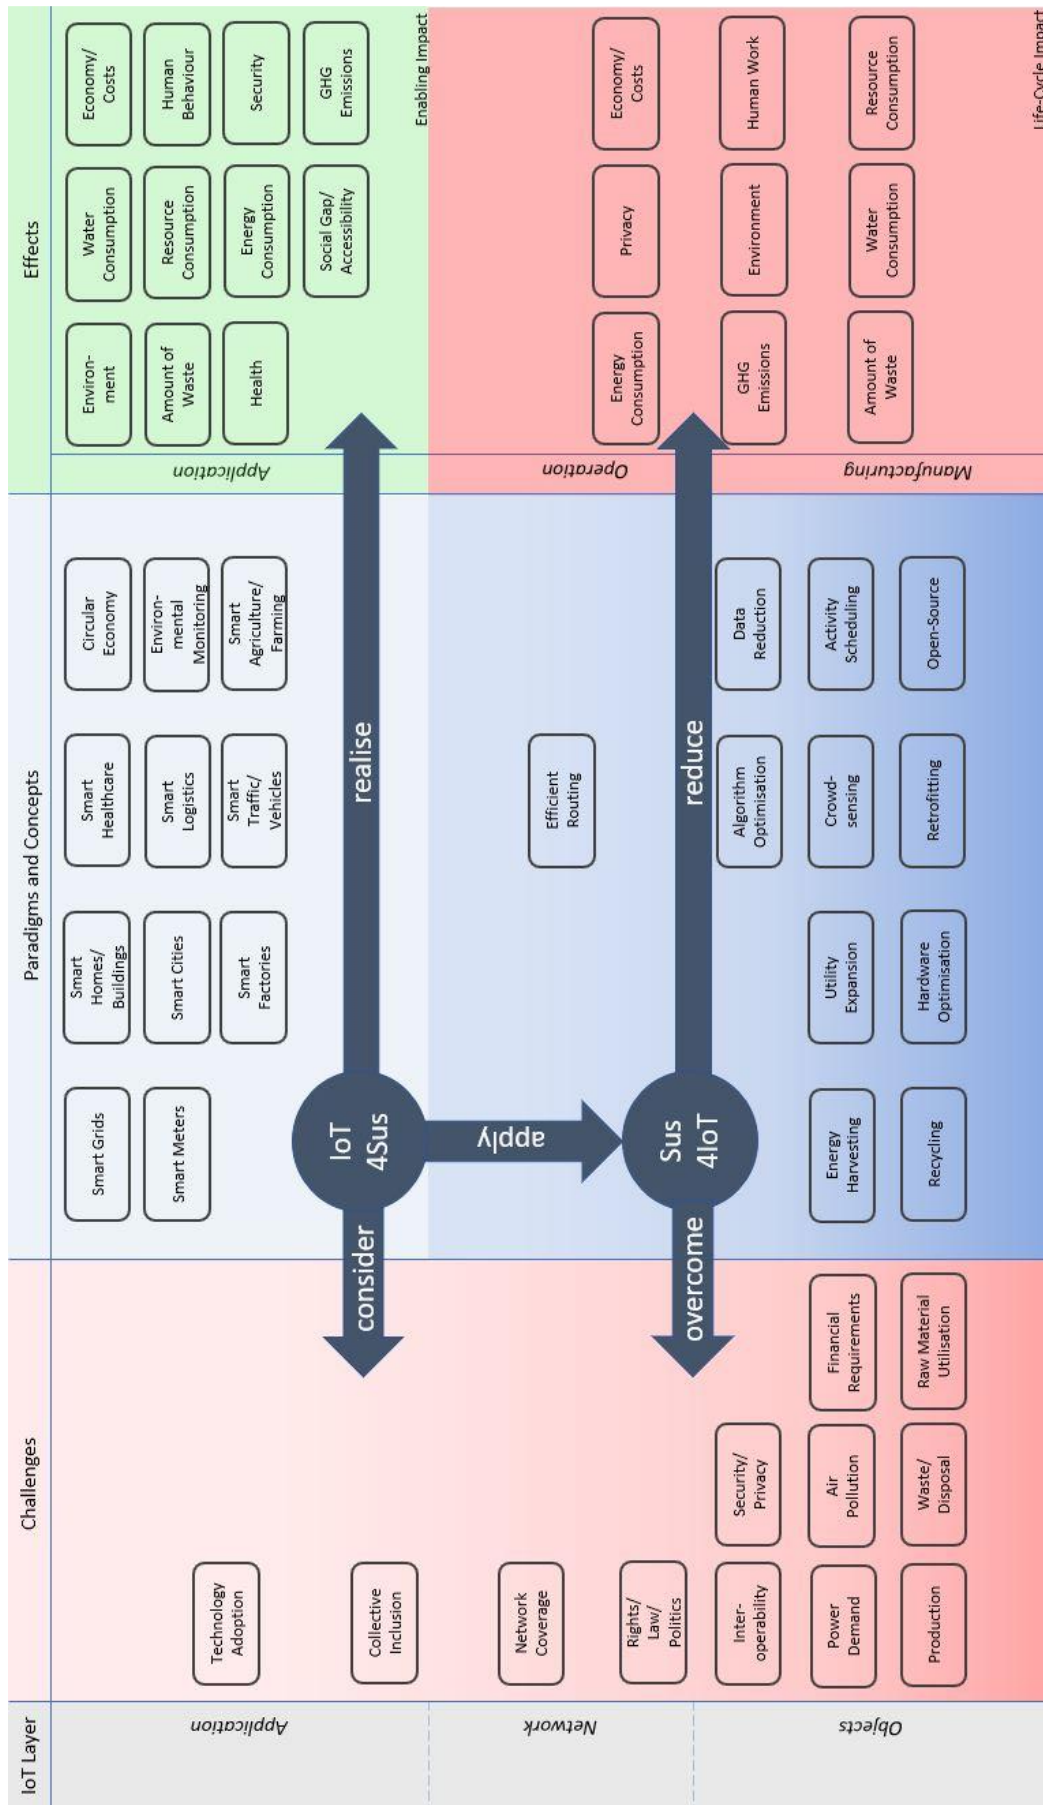 IoT Layer
Challenges
Paradigms and Concepts
Effects
Application
Network
Objects
Technology
Adoption
Collective
Inclusion
Network
Coverage
Rights/
Law/
Politics
Inter-
operability
Security/
Privacy
Power
Demand
Air
Pollution
Financial
Requirements
Production
Waste/
Disposal
Raw Material
Utilisation
Smart Grids
Smart
Homes/
Buildings
Smart
Healthcare
Circular
Economy
Smart Meters
Smart Cities
Smart
Logistics
Environ-
mental
Monitoring
Smart
Factories
Smart
Traffic/
Vehicles
Smart
Agriculture/
Farming
consider
IoT
4Sus
realise
apply
Efficient
Routing
overcome
Sus
4IoT
reduce
Algorithm
Optimisation
Data
Reduction
Energy
Harvesting
Utility
Expansion
Crowd-
sensing
Activity
Scheduling
Recycling
Hardware
Optimisation
Retrofitting
Open-Source
Application
Environ-
ment
Water
Consumption
Economy/
Costs
Amount of
Waste
Resource
Consumption
Human
Behaviour
Health
Energy
Consumption
Security
Social Gap/
Accessibility
GHG
Emissions
Enabling Impact
Operation
Energy
Consumption
Privacy
Economy/
Costs
GHG
Emissions
Environment
Human Work
Manufacturing
Amount of
Waste
Water
Consumption
Resource
Consumption
Life-Cycle Impact